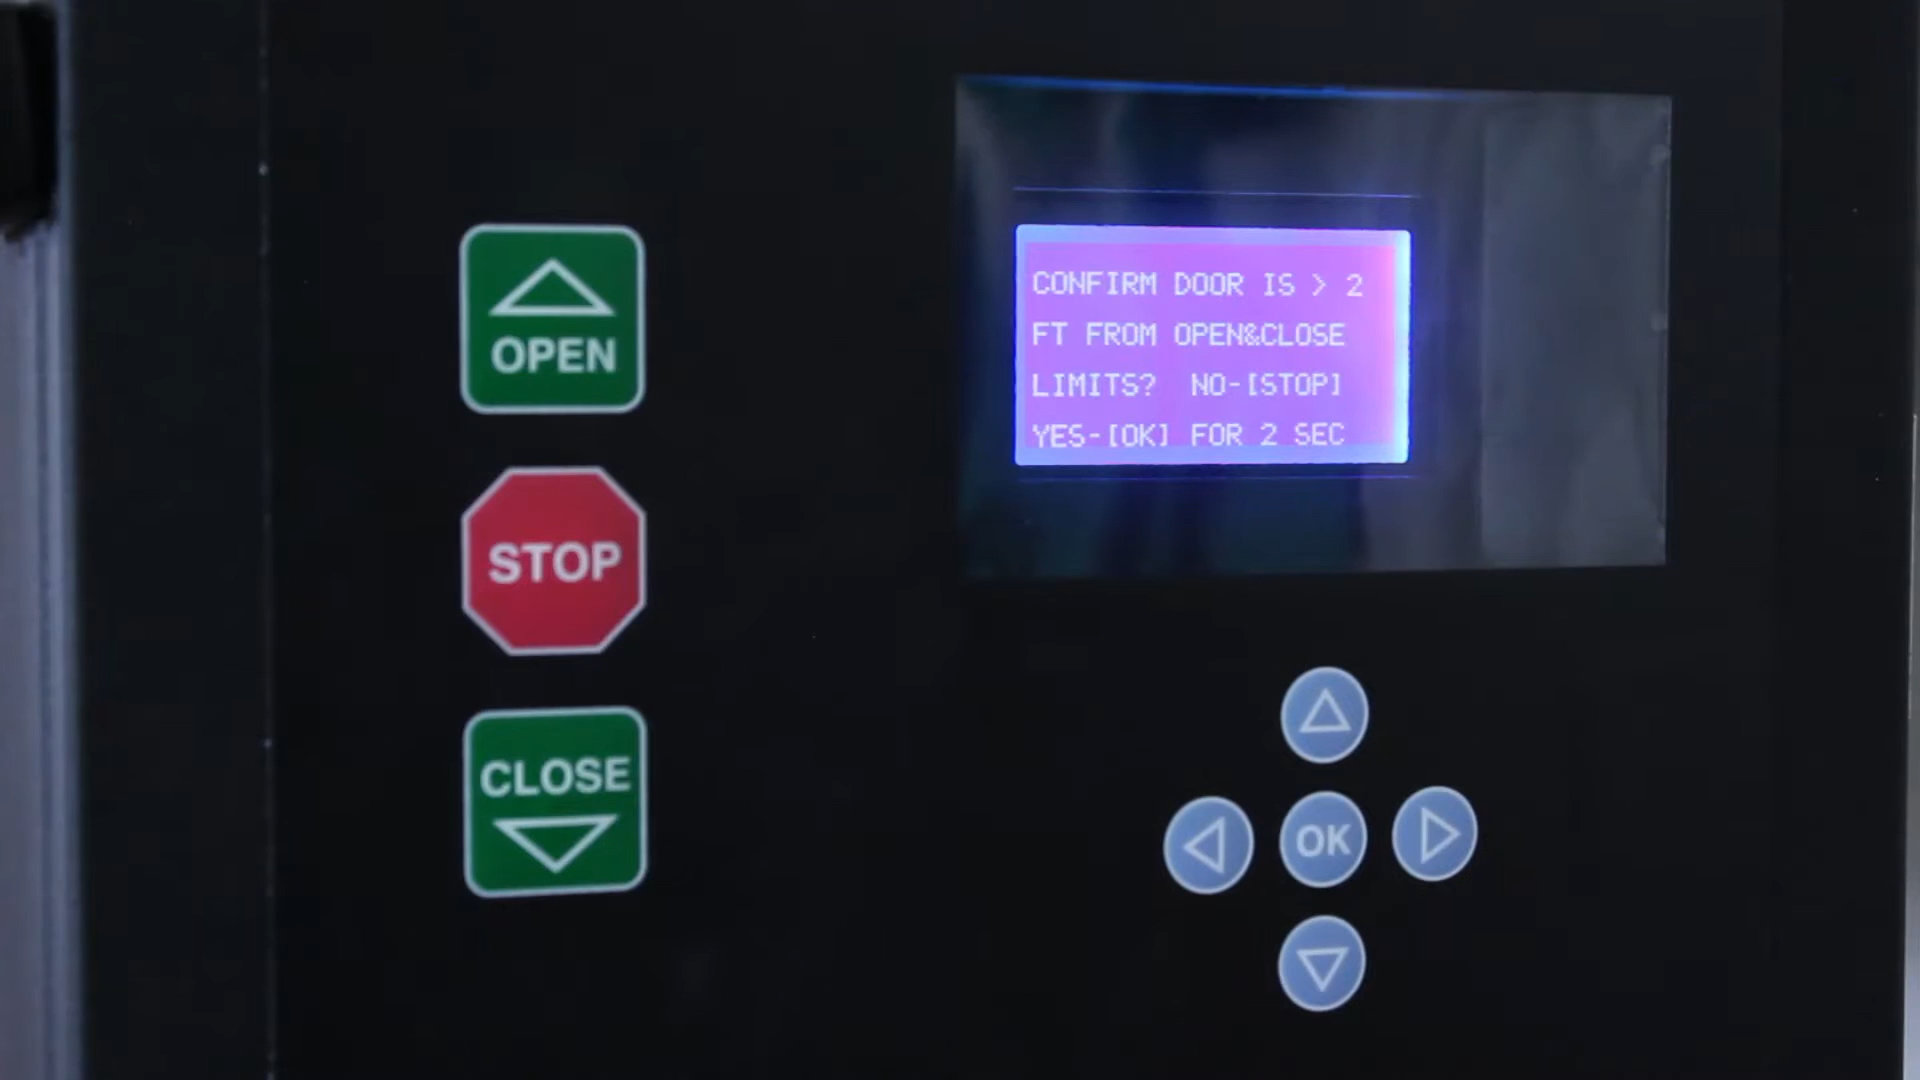 OPEN
STOP
CLOSE
CONFIRM DOOR IS > 2
FT FROM OPEN&CLOSE
LIMITS? NO-[STOP]
YES-[OK] FOR 2 SEC
OK